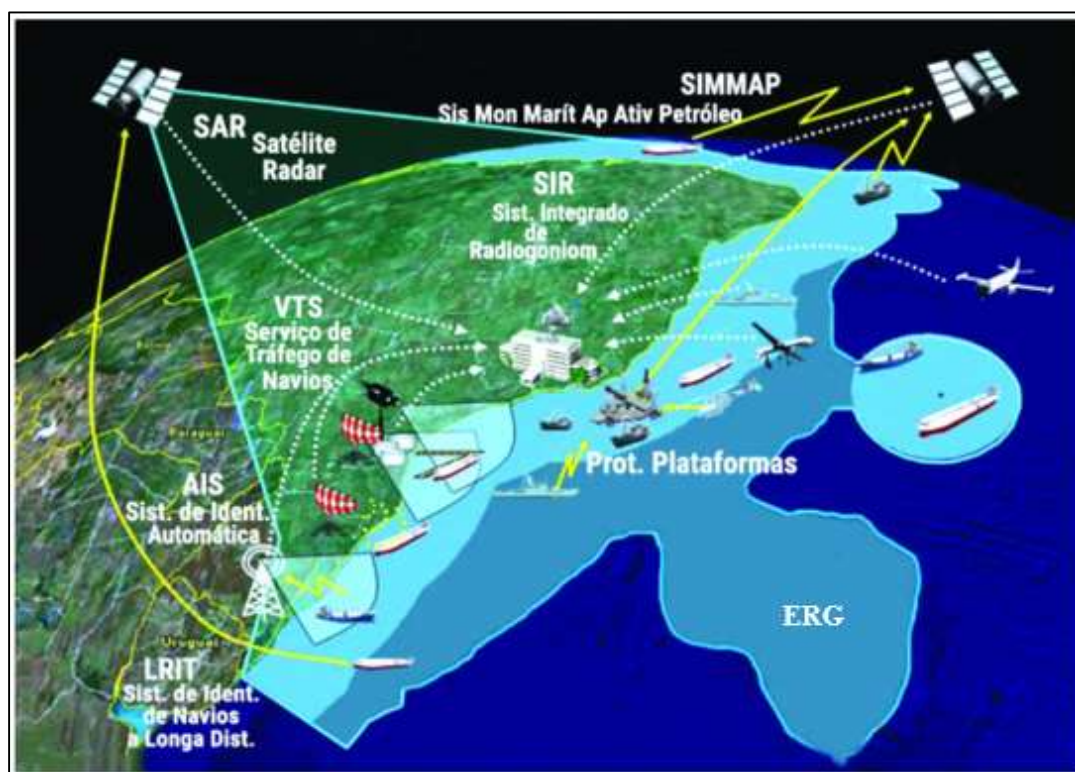 SIMMAP
Sis Mon Marít Ap Ativ Petróleo
SAR
Satélite
Radar
SIR
Sist. Integrado
de
Radiogoniom
VTS
Serviço de
Tráfego de
Navios
Paraguai
Prot. Plataformas
AIS
Sist. de Ident.
Automática
ERG
Uruguai
LRIT
Sist. de Ident.
de Navios
a Longa Dist.